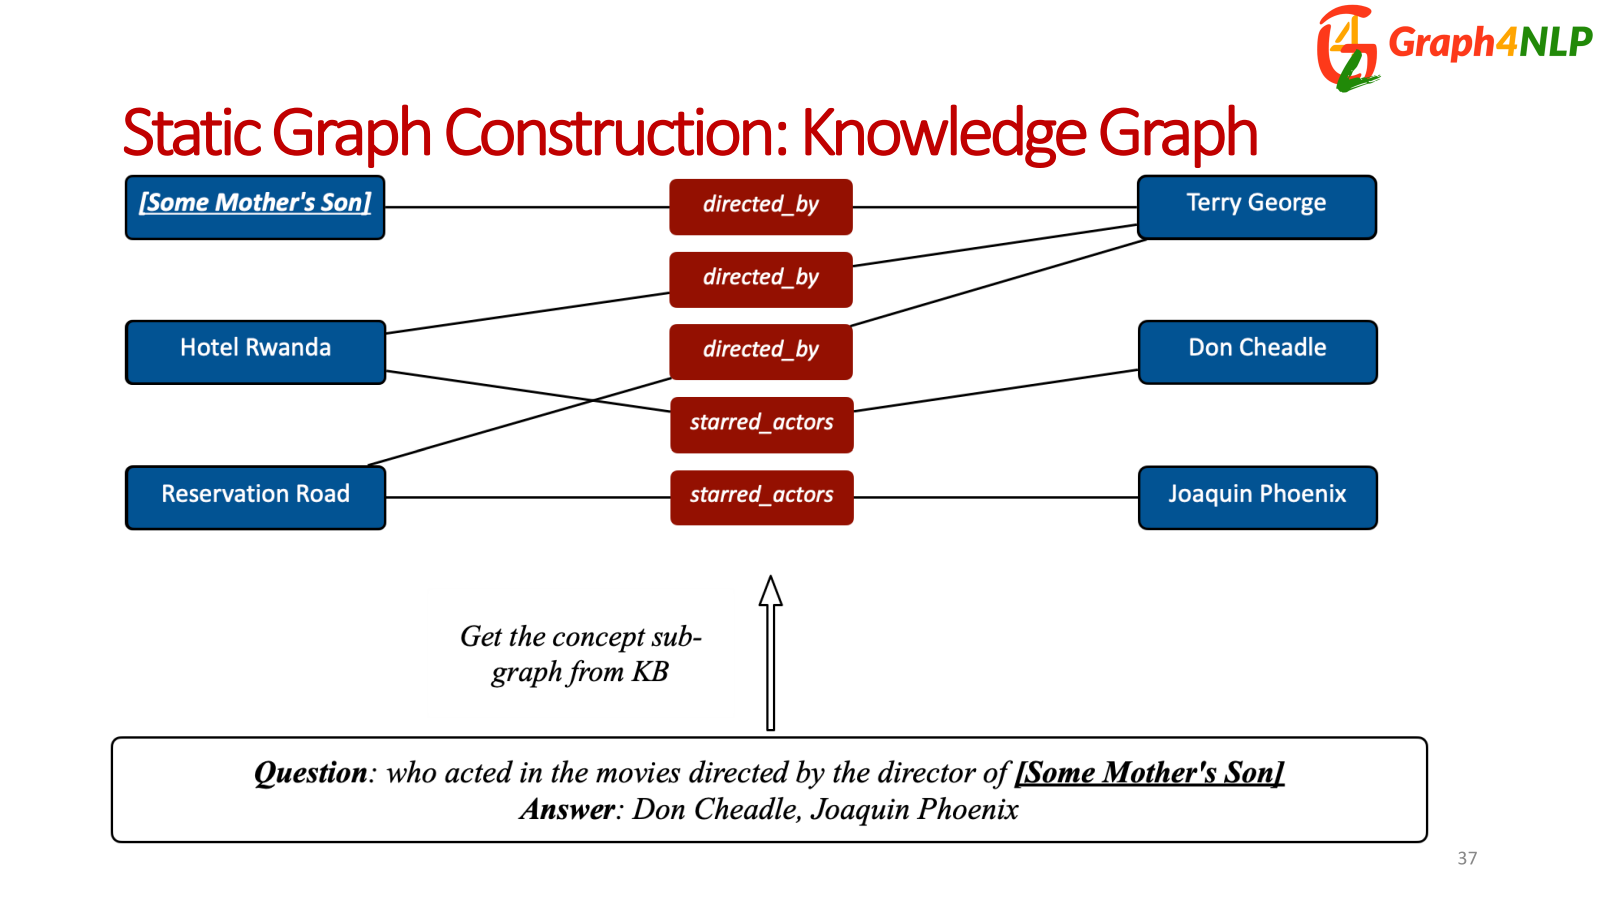 Graph4NLP
Static Graph Construction: Knowledge Graph
[Some Mother's Son]
directed_by
Terry George
directed_by
Hotel Rwanda
directed_by
Don Cheadle
starred_actors
Reservation Road
starred_actors
Joaquin Phoenix
Get the concept sub-
graph from KB
Question: who acted in the movies directed by the director of [Some Mother's Son]
Answer: Don Cheadle, Joaquin Phoenix
37